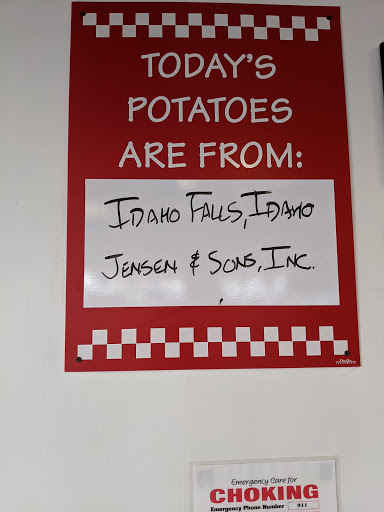 TODAY'S
POTATOES
ARE FROM:
IDAHO FALLS, IDAHO
JENSEN & SONS, INC.
Emergency Care for
CHOKING
Emergency Phone Number 911